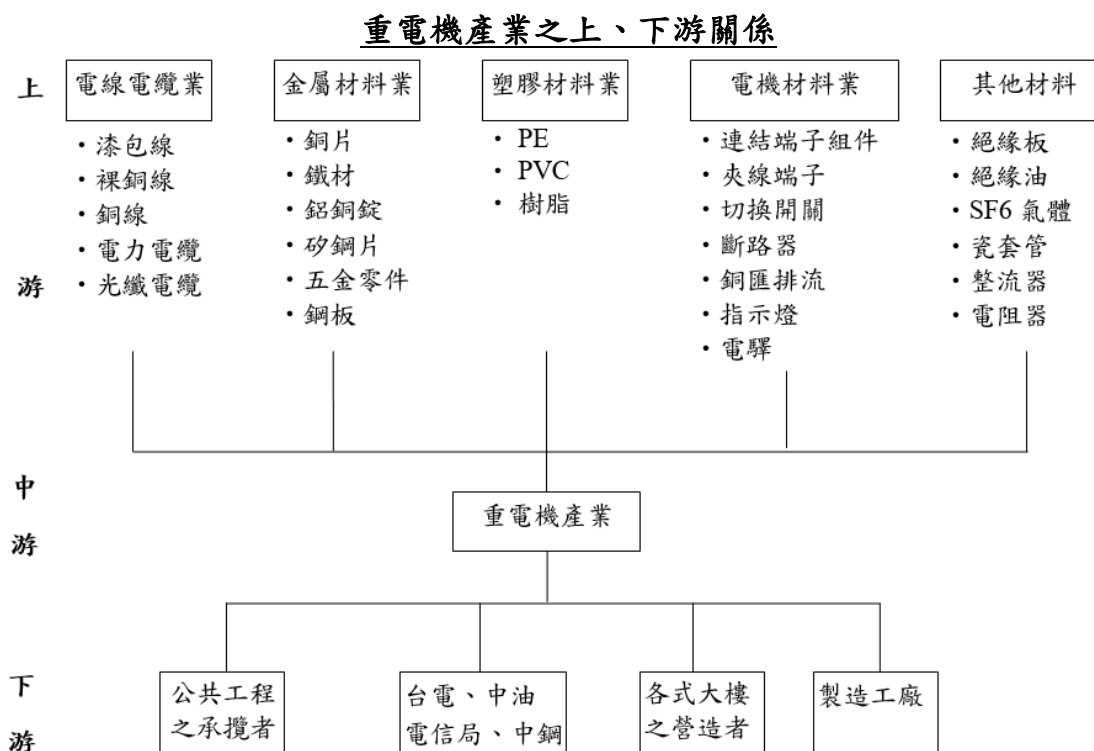 重電機產業之上、下游關係
上
游
電線電纜業
・漆包線
・裸銅線
・銅線
・電力電纜
・光纖電纜
金屬材料業
・銅片
・鐵材
・鋁銅錠
・矽鋼片
・五金零件
・鋼板
塑膠材料業
・PE
・PVC
・樹脂
電機材料業
・連結端子組件
・夾線端子
・切換開關
・斷路器
・銅匯排流
・指示燈
・電驛
其他材料
・絕緣板
・絕緣油
・SF6 氣體
・瓷套管
・整流器
・電阻器
中
游
重電機產業
下
游
公共工程
之承攬者
台電、中油
電信局、中鋼
各式大樓
之營造者
製造工廠